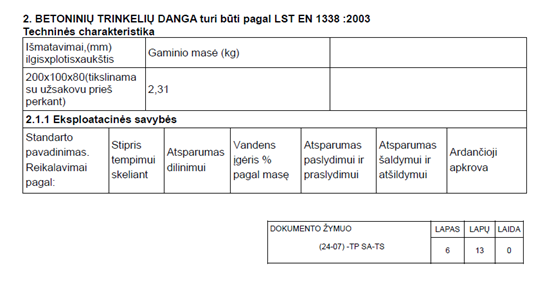 2. BETONINIŲ TRINKELIŲ DANGA turi būti pagal LST EN 1338 :2003
Techninės charakteristika
Išmatavimai,(mm)
ilgisxplotisxaukštis
Gaminio masė (kg)
200x100x80(tikslinama
su užsakovu prieš
perkant)
2,31
2.1.1 Eksploatacinės savybės
Standarto
pavadinimas.
Reikalavimai
pagal:
Stipris
tempimui
skeliant
Atsparumas
dilinimui
Vandens
įgėris %
pagal masę
Atsparumas
paslydimui ir
praslydimui
Atsparumas
šaldymui ir
atšildymui
Ardančioji
apkrova
DOKUMENTO ŽYMUO
(24-07) -TP SA-TS
LAPAS
LAPŲ
LAIDA
6
13
0